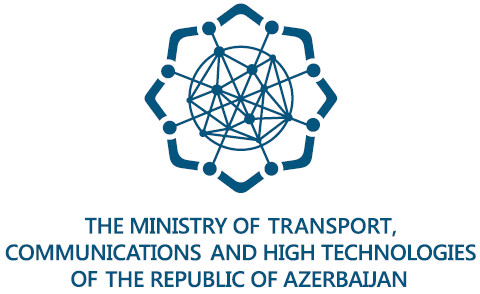 THE MINISTRY OF TRANSPORT,
COMMUNICATIONS AND HIGH TECHNOLOGIES
OF THE REPUBLIC OF AZERBAIJAN